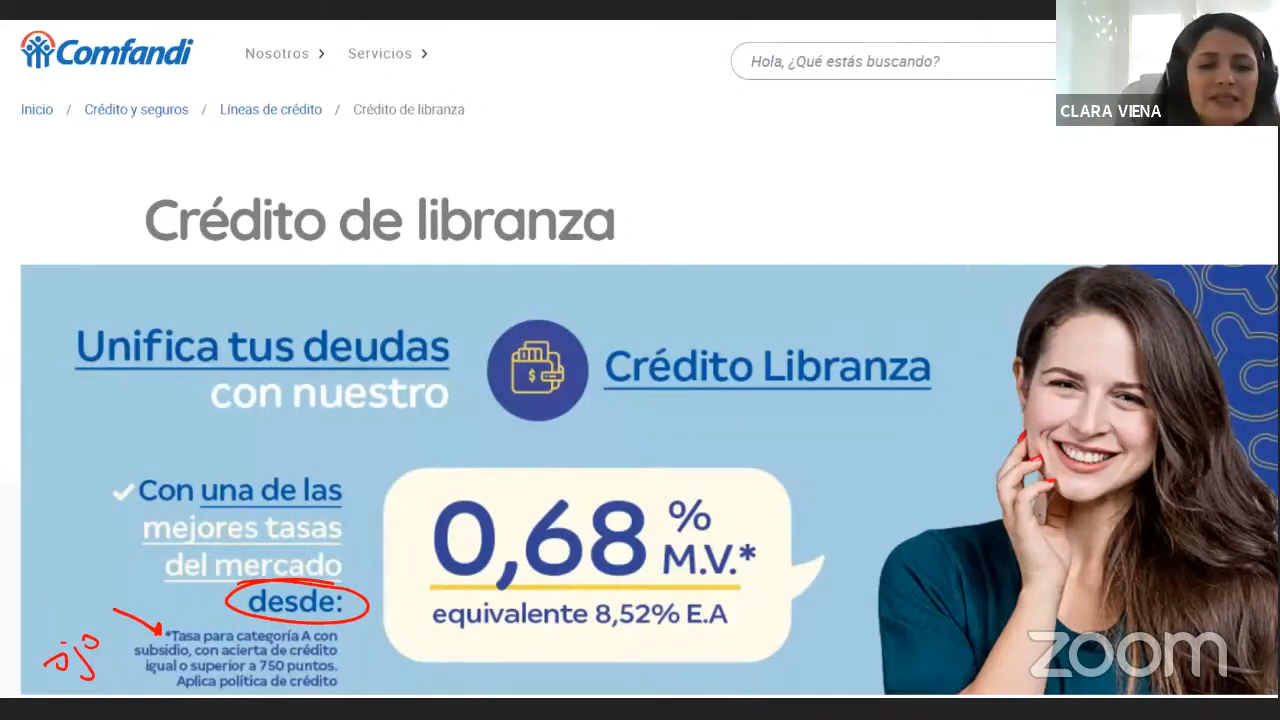 Comfandi
Nosotros
Servicios
Hola, ¿Qué estás buscando?
CLARA VIENA
Inicio / Crédito y seguros / Líneas de crédito / Crédito de libranza
Crédito de libranza
Unifica tus deudas
con nuestro
Crédito Libranza
Con una de las
mejores tasas
del mercado
desde:
*Tasa para categoría A con
subsidio, con acierta de crédito
igual o superior a 750 puntos.
Aplica política de crédito
ojo
0,68 % M.V.*
equivalente 8,52% E.A
zoom